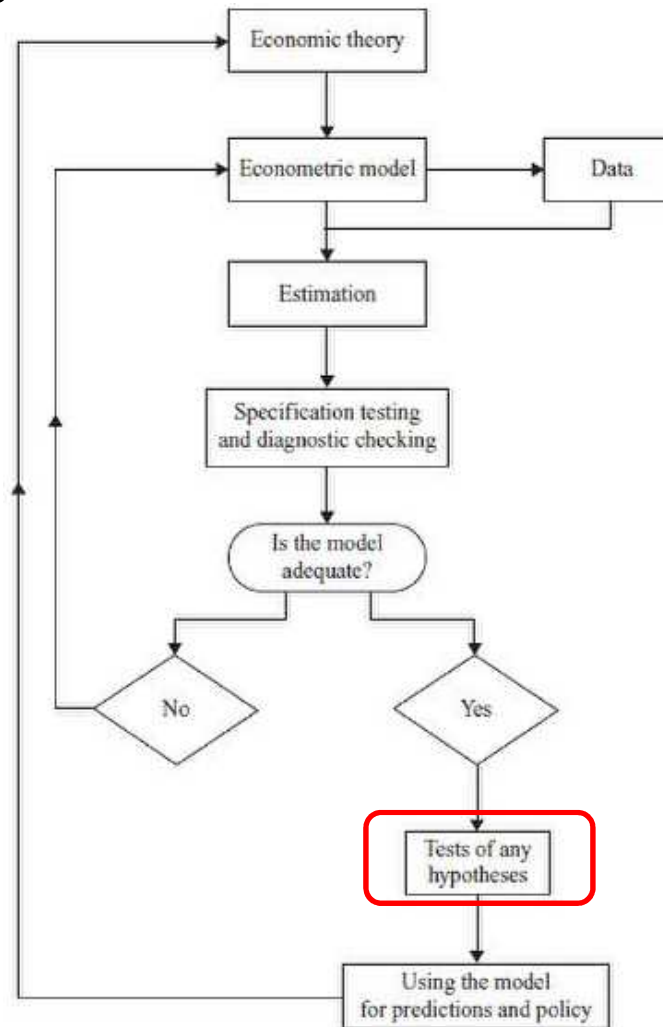 Economic theory
Econometric model
Data
Estimation
Specification testing
and diagnostic checking
Is the model
adequate?
No
Yes
Tests of any
hypotheses
Using the model
for predictions and policy